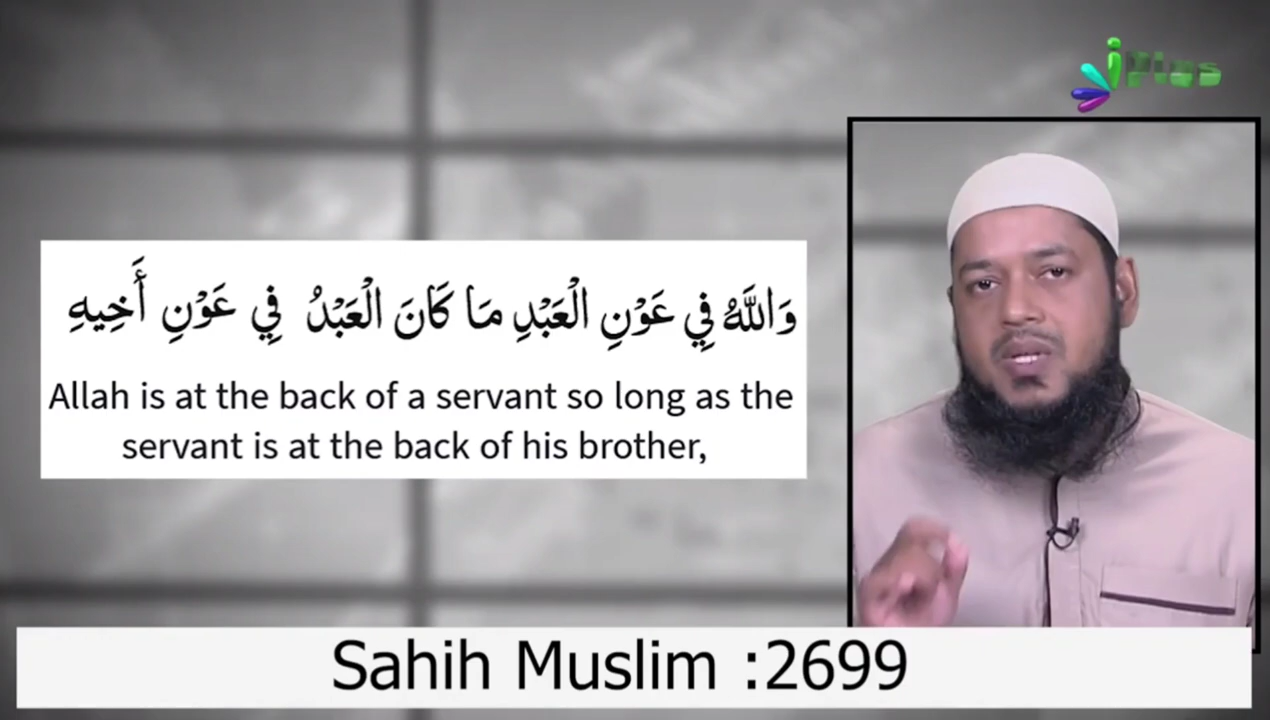 iPlus
وَاللَّهُ فِي عَوْنِ الْعَبْدِ مَا كَانَ الْعَبْدُ فِي عَوْنِ أَخِيهِ
Allah is at the back of a servant so long as the
servant is at the back of his brother,
Sahih Muslim :2699